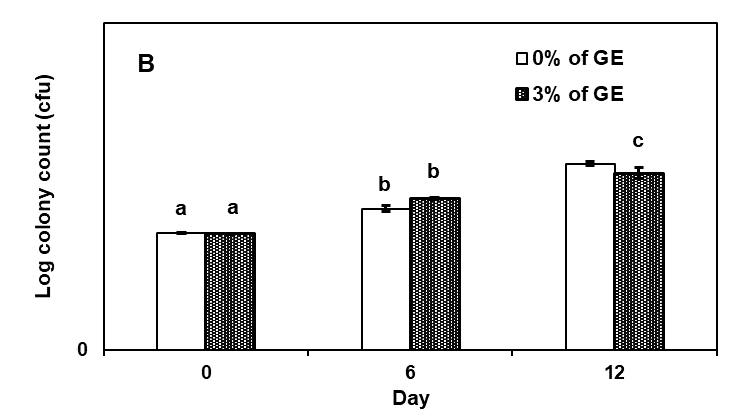 B
0% of GE
3% of GE
Log colony count (cfu)
a a b b c
0
0 6 12
Day